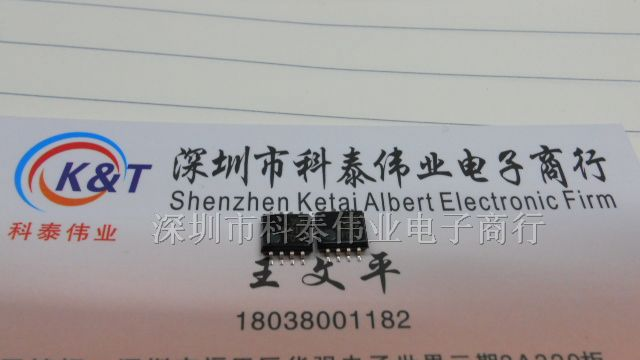 K&T
科泰伟业
深圳市科泰伟业电子商行
Shenzhen Ketai Albert Electronic Firm
深圳市科泰伟业电子商行
王文平
18038001182